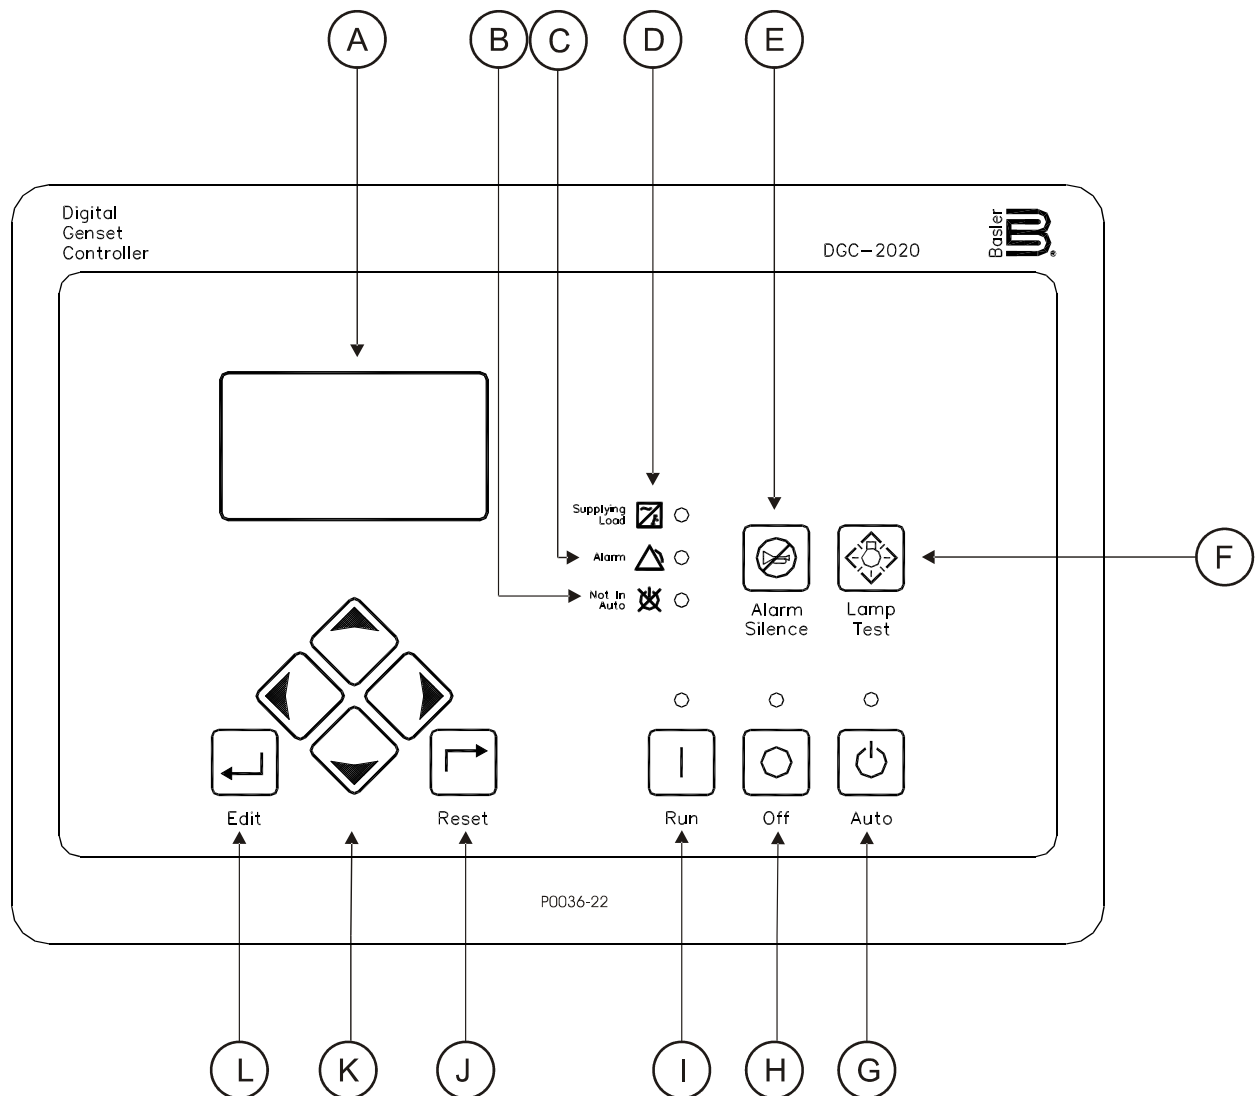 A
B
C
D
E
Digital
Genset
Controller
DGC-2020
Basler
B®
Supplying
Load
Alarm
Not In
Auto
Alarm
Silence
Lamp
Test
F
Edit
Reset
Run
Off
Auto
P0036-22
L
K
J
I
H
G